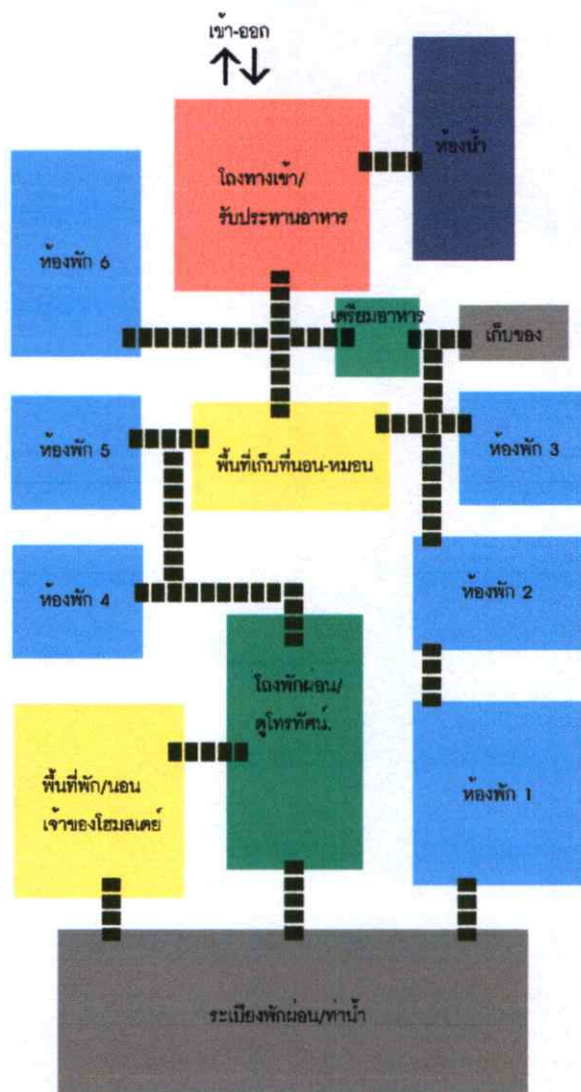 เข้า-ออก
ห้องน้ำ
โถงทางเข้า/
รับประทานอาหาร
ห้องพัก 6
เตรียมอาหาร
เก็บของ
ห้องพัก 5
พื้นที่เก็บที่นอน-หมอน
ห้องพัก 3
ห้องพัก 4
ห้องพัก 2
โถงพักผ่อน/
ดูโทรทัศน์.
พื้นที่พัก/นอน
เจ้าของโฮมสเตย์
ห้องพัก 1
ระเบียงพักผ่อน/ท่าน้ำ